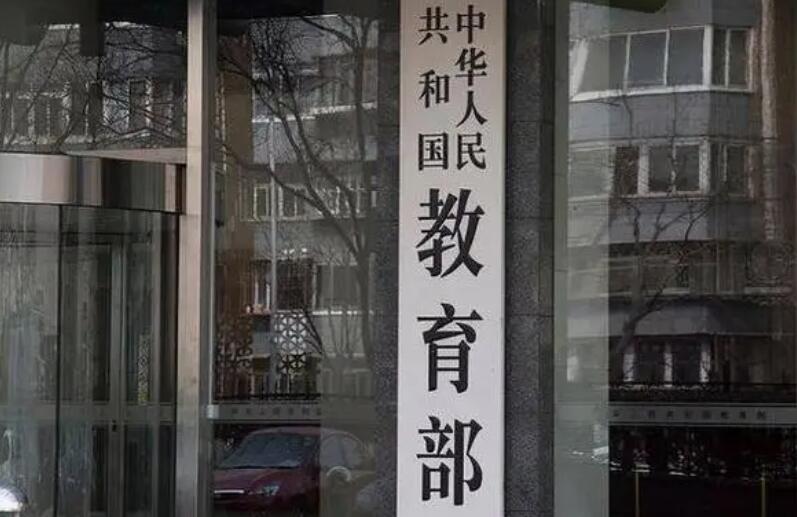 中华人民
共和国
教育部